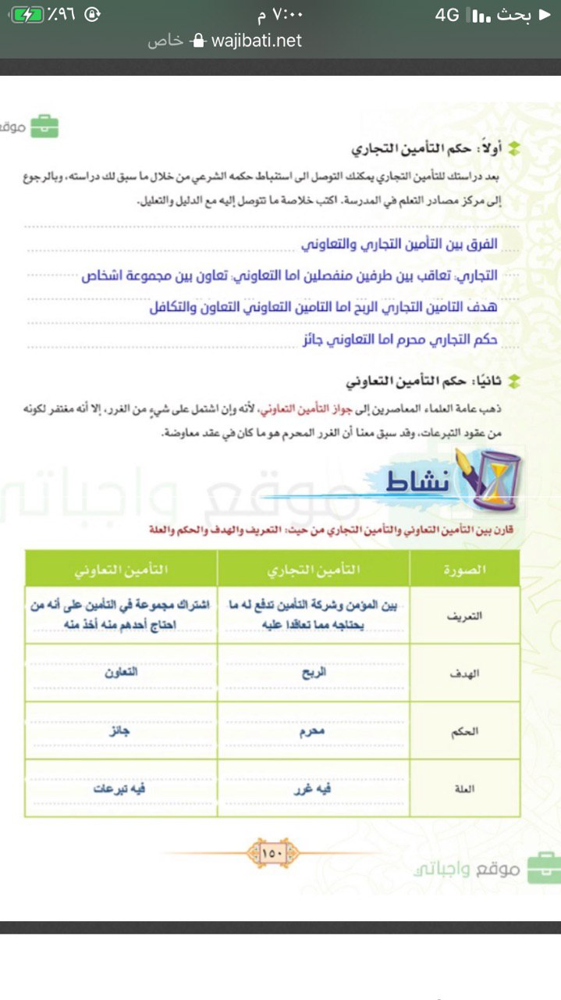 ◀ بحث 4G ٧:٠٠ م ٪٩٦
wajibati.net خاص
موقع
أولاً: حكم التأمين التجاري
بعد دراستك للتأمين التجاري يمكنك التوصل الى استنباط حكمه الشرعي من خلال ما سبق لك دراسته، وبالرجوع
إلى مركز مصادر التعلم في المدرسة. اكتب خلاصة ما تتوصل إليه مع الدليل والتعليل.
الفرق بين التأمين التجاري والتعاوني
التجاري: تعاقب بين طرفين منفصلين اما التعاوني: تعاون بين مجموعة اشخاص
هدف التامين التجاري الربح اما التامين التعاوني التعاون والتكافل
حكم التجاري محرم اما التعاوني جائز
ثانيًا: حكم التأمين التعاوني
ذهب عامة العلماء المعاصرين إلى جواز التأمين التعاوني، لأنه وإن اشتمل على شيءٍ من الغرر، إلا أنه مغتفر لكونه
من عقود التبرعات، وقد سبق معنا أن الغرر المحرم هو ما كان في عقد معاوضة.
نشاط
موقع واجباتي
قارن بين التأمين التعاوني والتأمين التجاري من حيث: التعريف والهدف والحكم والعلة
الصورة التأمين التجاري التأمين التعاوني
التعريف بين المؤمن وشركة التأمين تدفع له ما يحتاجه مما تعاقدا عليه اشتراك مجموعة في التأمين على أنه من احتاج أحدهم منه أخذ منه
الهدف الربح التعاون
الحكم محرم جائز
العلة فيه غرر فيه تبرعات
١٥٠
موقع واجباتي